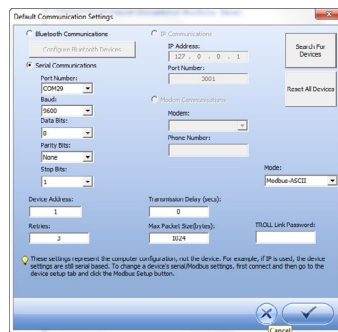 Default Communication Settings
Bluetooth Communications
Configure Bluetooth Devices
Serial Communications
Port Number:
COM29
Baud:
9600
Data Bits:
8
Parity Bits:
None
Stop Bits:
1
IP Communications
IP Address:
127 . 0 . 0 . 1
Port Number:
3001
Modem Communications
Modem:
Phone Number:
Search For
Devices
Reset All Devices
Mode:
Modbus-ASCII
Device Address:
1
Transmission Delay (secs):
0
Retries:
3
Max Packet Size(bytes):
1024
TROLL Link Password:
These settings represent the computer configuration, not the device. For example, if IP is used, the device
settings are still serial based. To change a device's serial/Modbus settings, first connect and then go to the
device setup tab and click the Modbus Setup button.
Cancel